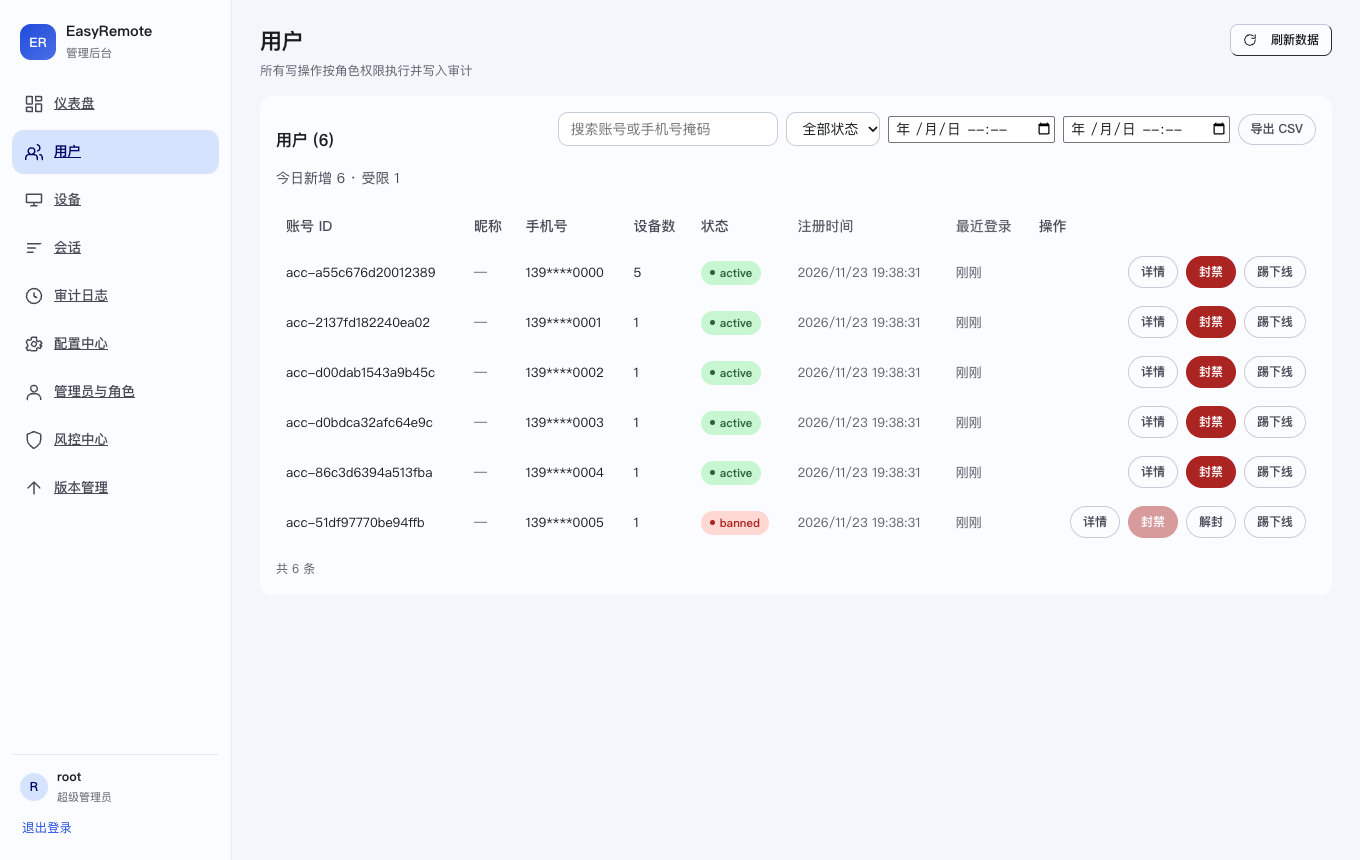 ER
EasyRemote
管理后台
仪表盘
用户
设备
会话
审计日志
配置中心
管理员与角色
风控中心
版本管理
R
root
超级管理员
退出登录
用户
所有写操作按角色权限执行并写入审计
刷新数据
用户 (6)
搜索账号或手机号掩码
全部状态
年 /月/日 --:--
年 /月/日 --:--
导出 CSV
今日新增 6 · 受限 1
账号 ID 昵称 手机号 设备数 状态 注册时间 最近登录 操作
acc-a55c676d20012389 — 139****0000 5 active 2026/11/23 19:38:31 刚刚 详情 封禁 踢下线
acc-2137fd182240ea02 — 139****0001 1 active 2026/11/23 19:38:31 刚刚 详情 封禁 踢下线
acc-d00dab1543a9b45c — 139****0002 1 active 2026/11/23 19:38:31 刚刚 详情 封禁 踢下线
acc-d0bdca32afc64e9c — 139****0003 1 active 2026/11/23 19:38:31 刚刚 详情 封禁 踢下线
acc-86c3d6394a513fba — 139****0004 1 active 2026/11/23 19:38:31 刚刚 详情 封禁 踢下线
acc-51df97770be94ffb — 139****0005 1 banned 2026/11/23 19:38:31 刚刚 详情 封禁 解封 踢下线
共 6 条